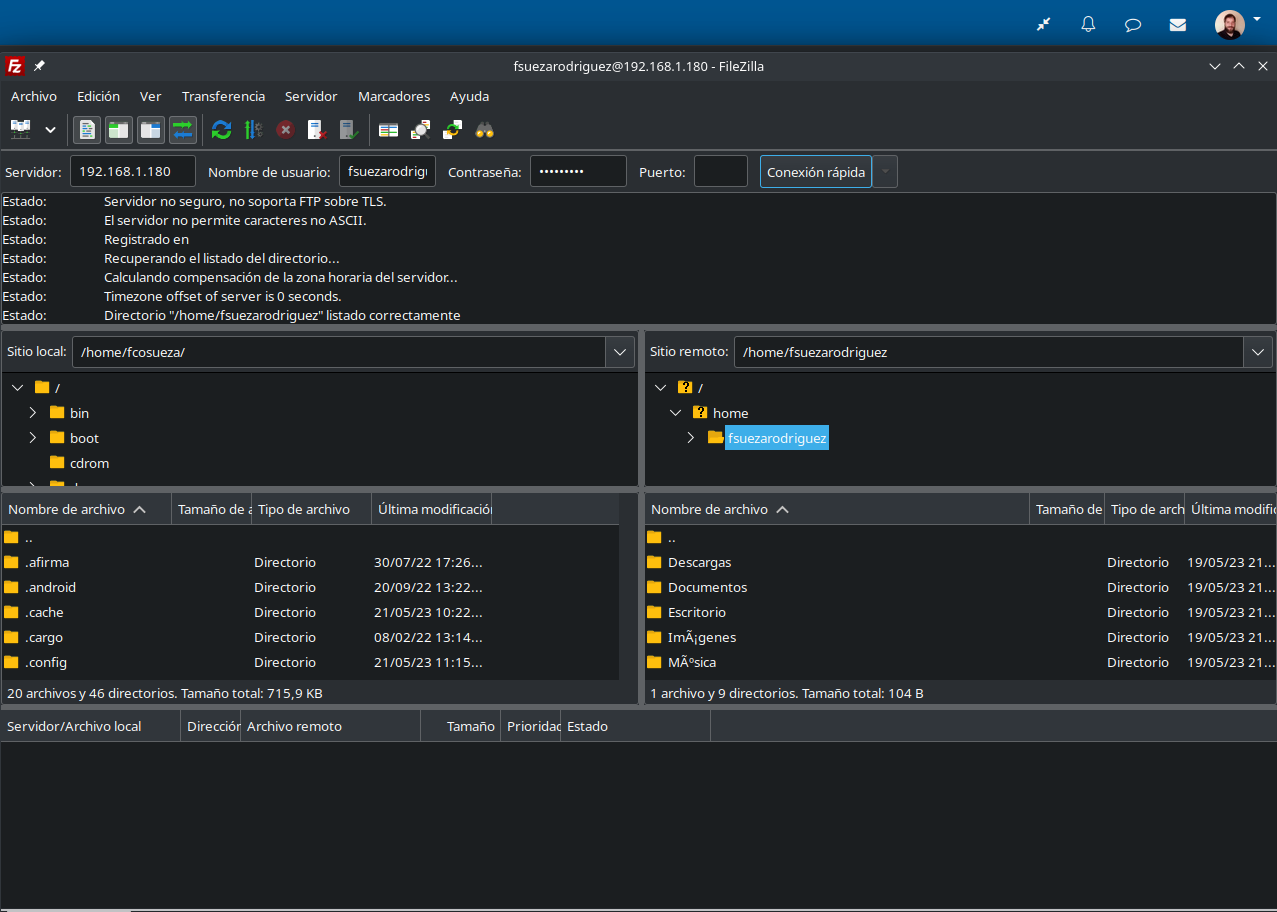 fsuezarodriguez@192.168.1.180 - FileZilla
Archivo Edición Ver Transferencia Servidor Marcadores Ayuda
Servidor: 192.168.1.180 Nombre de usuario: fsuezarodrigu Contraseña: ••••••••• Puerto: Conexión rápida
Estado: Servidor no seguro, no soporta FTP sobre TLS.
Estado: El servidor no permite caracteres no ASCII.
Estado: Registrado en
Estado: Recuperando el listado del directorio...
Estado: Calculando compensación de la zona horaria del servidor...
Estado: Timezone offset of server is 0 seconds.
Estado: Directorio "/home/fsuezarodriguez" listado correctamente
Sitio local: /home/fcosueza/
/
bin
boot
cdrom
Sitio remoto: /home/fsuezarodriguez
/
home
fsuezarodriguez
Nombre de archivo Tamaño de a Tipo de archivo Última modificación
..
.afirma Directorio 30/07/22 17:26...
.android Directorio 20/09/22 13:22...
.cache Directorio 21/05/23 10:22...
.cargo Directorio 08/02/22 13:14...
.config Directorio 21/05/23 11:15...
20 archivos y 46 directorios. Tamaño total: 715,9 KB
Nombre de archivo Tamaño de Tipo de arch Última modific
..
Descargas Directorio 19/05/23 21...
Documentos Directorio 19/05/23 21...
Escritorio Directorio 19/05/23 21...
ImÃ¡genes Directorio 19/05/23 21...
MÃºsica Directorio 19/05/23 21...
1 archivo y 9 directorios. Tamaño total: 104 B
Servidor/Archivo local Dirección Archivo remoto Tamaño Prioridad Estado